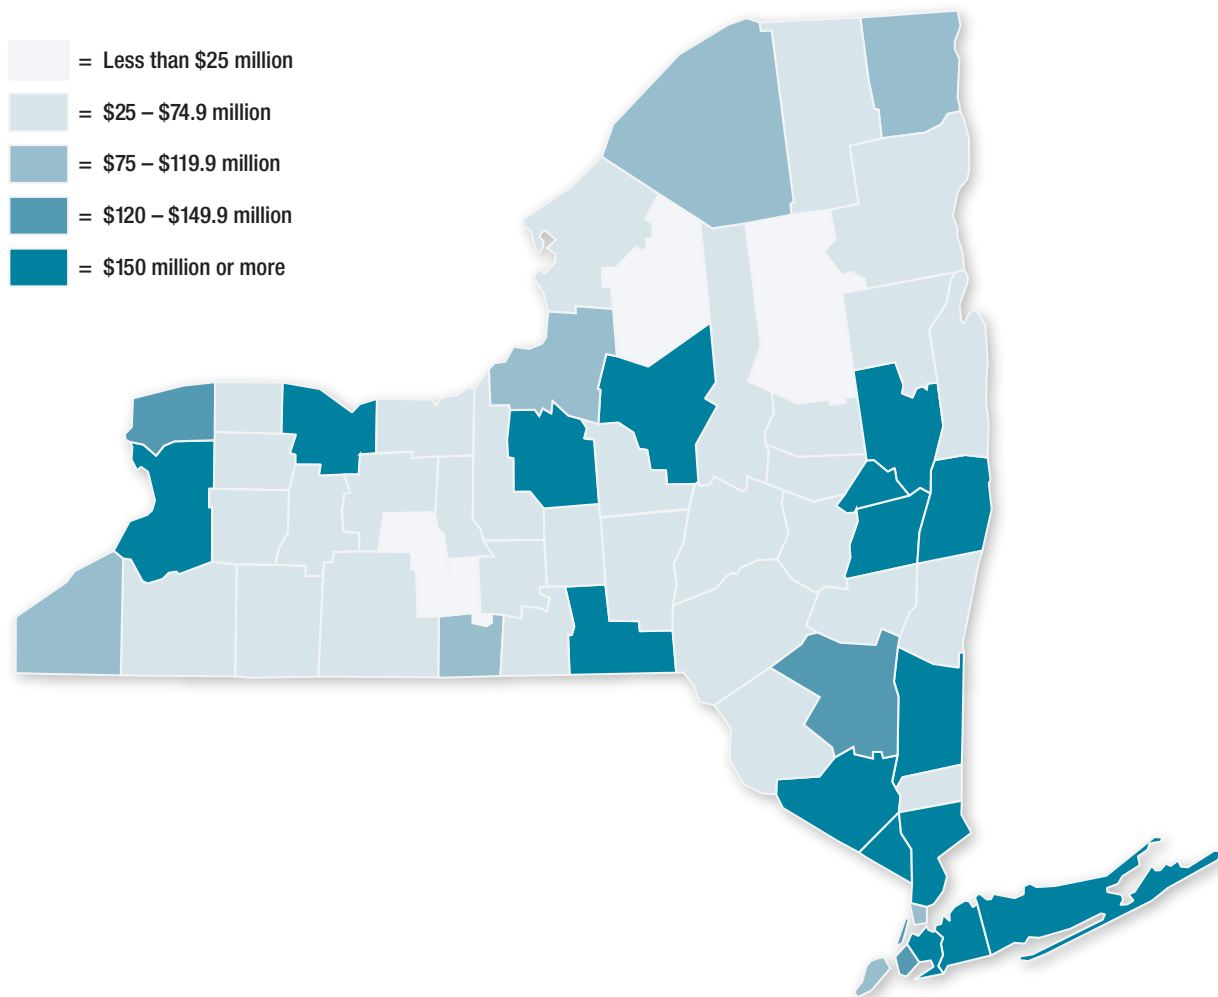 = Less than $25 million
= $25 – $74.9 million
= $75 – $119.9 million
= $120 – $149.9 million
= $150 million or more